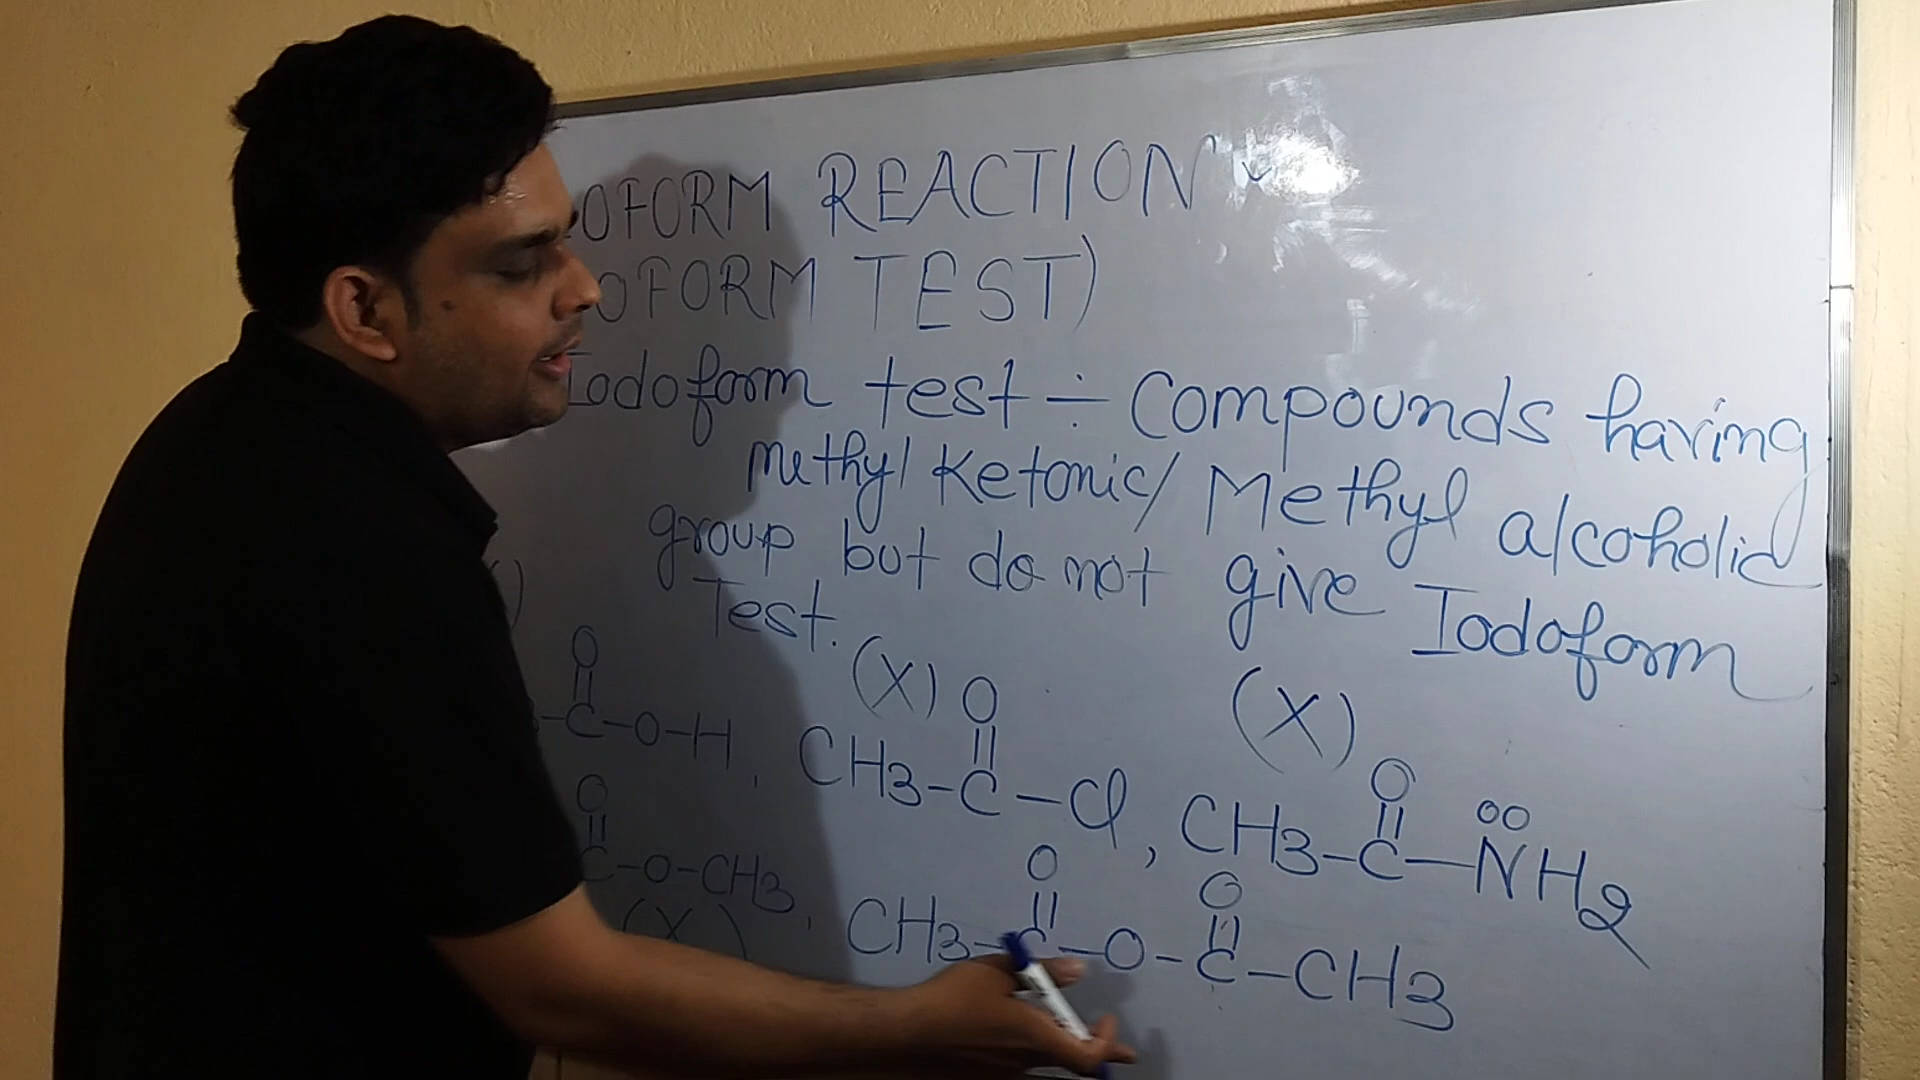 OFORM REACTION
OFORM TEST)
Iodoform test ÷ Compounds having
Methyl Ketonic/ Methyl alcoholic
group but do not give Iodoform
Test.
(X) (X)
O O O
|| || ||
-C-O-H, CH3-C-Cl, CH3-C-NH2
O O O
|| || ||
C-O-CH3, CH3-C-O-C-CH3
(X)